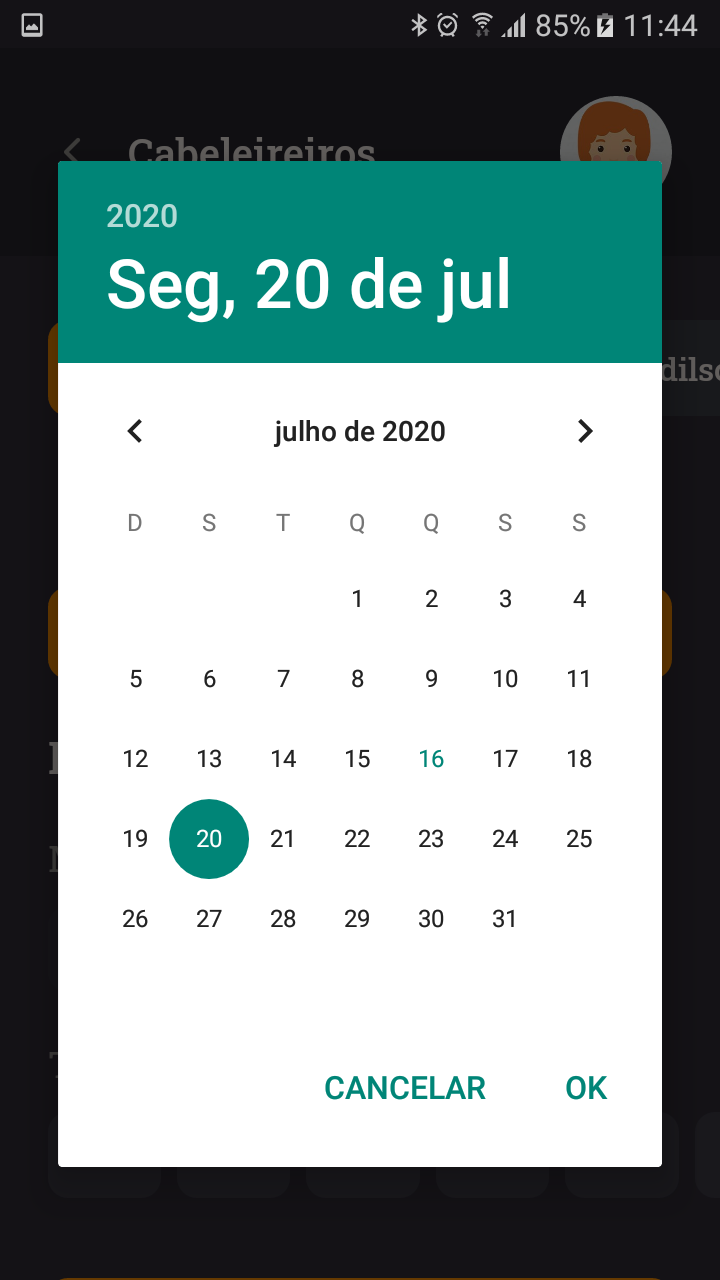 85% 11:44
Cabeleireiros
2020
Seg, 20 de jul
julho de 2020
D S T Q Q S S
1 2 3 4
5 6 7 8 9 10 11
12 13 14 15 16 17 18
19 20 21 22 23 24 25
26 27 28 29 30 31
CANCELAR OK